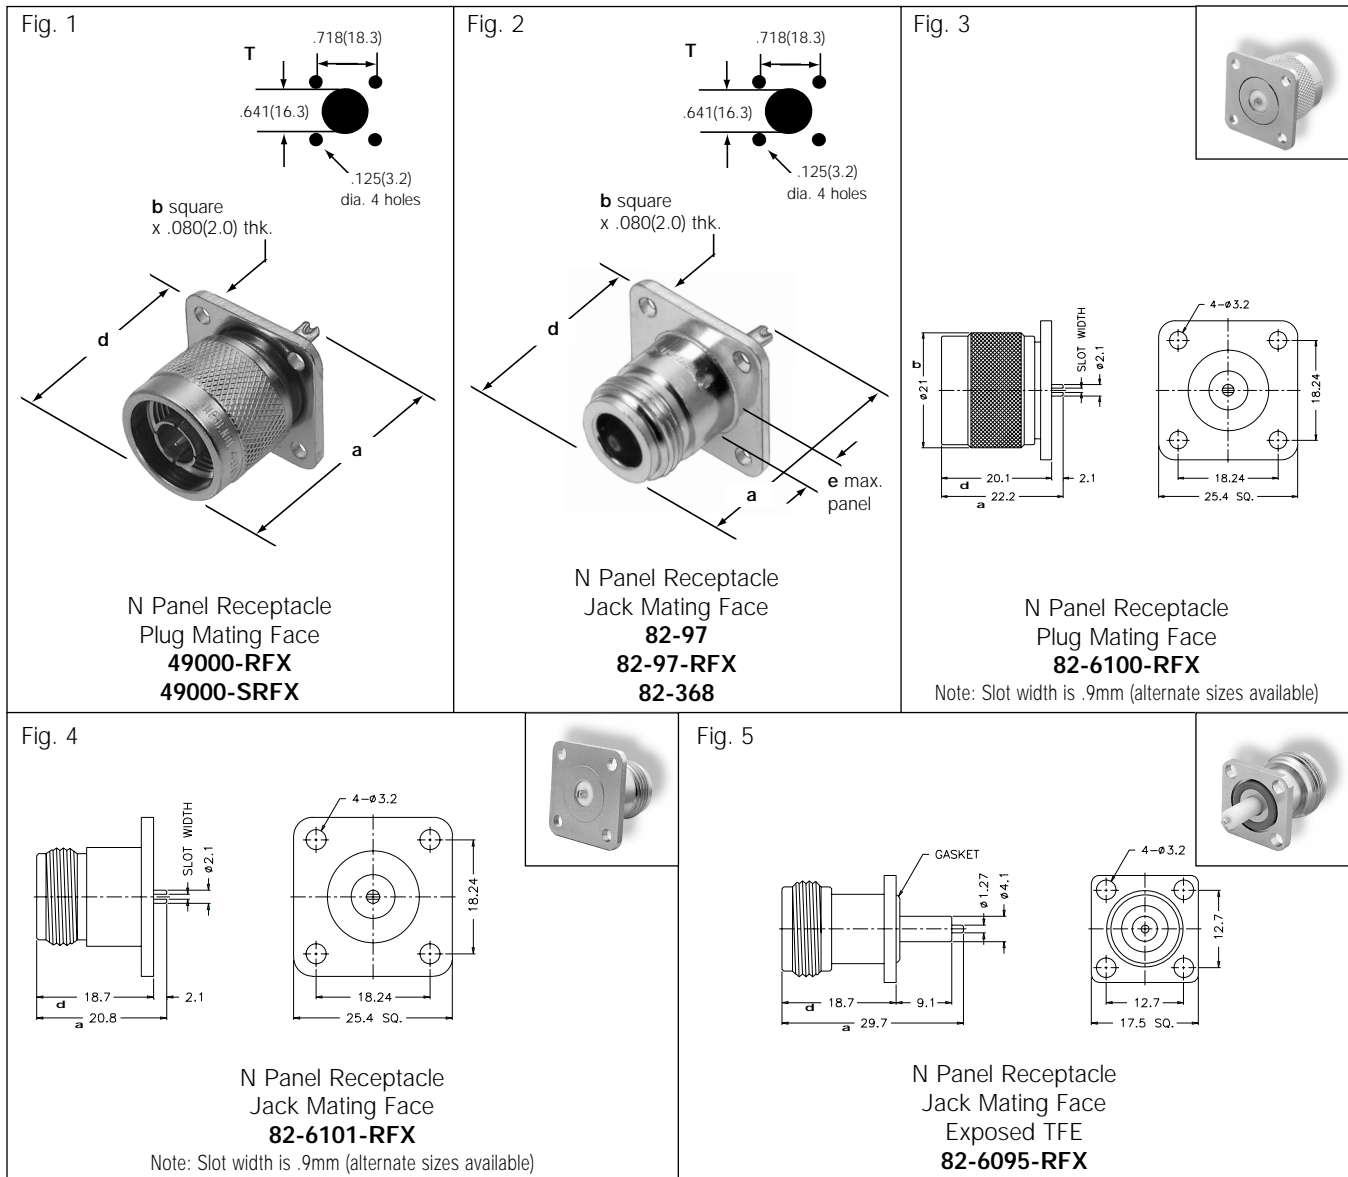 Fig. 1
T
.718(18.3)
.641(16.3)
.125(3.2)
dia. 4 holes
b square
x .080(2.0) thk.
d
a
N Panel Receptacle
Plug Mating Face
49000-RFX
49000-SRFX
Fig. 2
T
.718(18.3)
.641(16.3)
.125(3.2)
dia. 4 holes
b square
x .080(2.0) thk.
d
a
e max.
panel
N Panel Receptacle
Jack Mating Face
82-97
82-97-RFX
82-368
Fig. 3
b
ø21
SLOT WIDTH
ø2.1
20.1
2.1
d
22.2
a
4-ø3.2
18.24
18.24
25.4 SQ.
N Panel Receptacle
Plug Mating Face
82-6100-RFX
Note: Slot width is .9mm (alternate sizes available)
Fig. 4
SLOT WIDTH
ø2.1
18.7
2.1
d
20.8
a
4-ø3.2
18.24
18.24
25.4 SQ.
N Panel Receptacle
Jack Mating Face
82-6101-RFX
Note: Slot width is .9mm (alternate sizes available)
Fig. 5
GASKET
ø1.27
ø4.1
18.7
9.1
d
29.7
a
4-ø3.2
12.7
12.7
17.5 SQ.
N Panel Receptacle
Jack Mating Face
Exposed TFE
82-6095-RFX